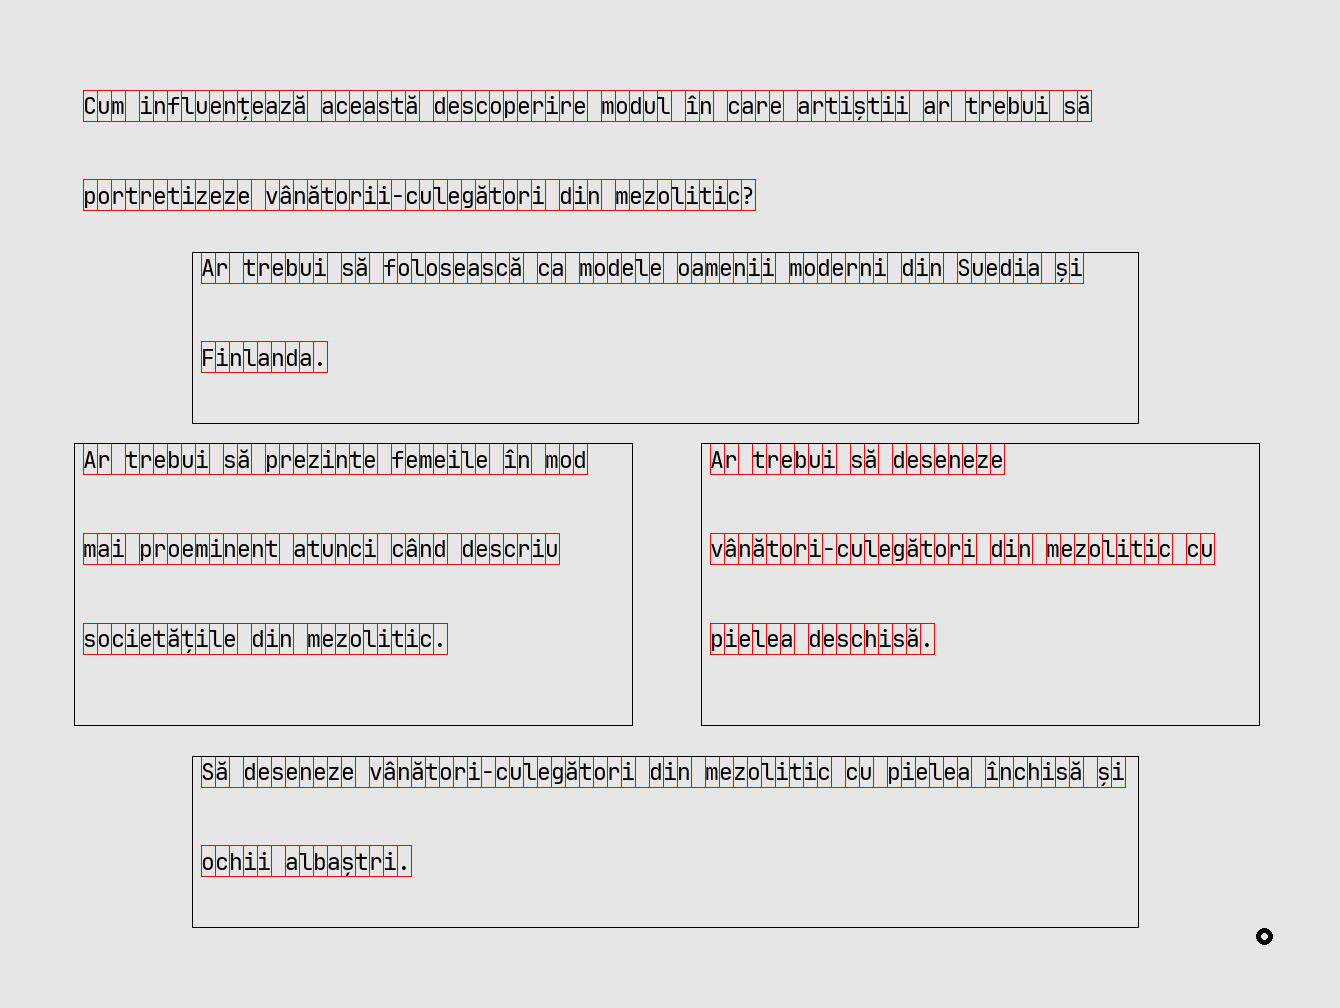 Cum influențează această descoperire modul în care artiștii ar trebui să
portretizeze vânătorii-culegători din mezolitic?
Ar trebui să folosească ca modele oamenii moderni din Suedia și
Finlanda.
Ar trebui să prezinte femeile în mod
mai proeminent atunci când descriu
societățile din mezolitic.
Ar trebui să deseneze
vânători-culegători din mezolitic cu
pielea deschisă.
Să deseneze vânători-culegători din mezolitic cu pielea închisă și
ochii albaștri.